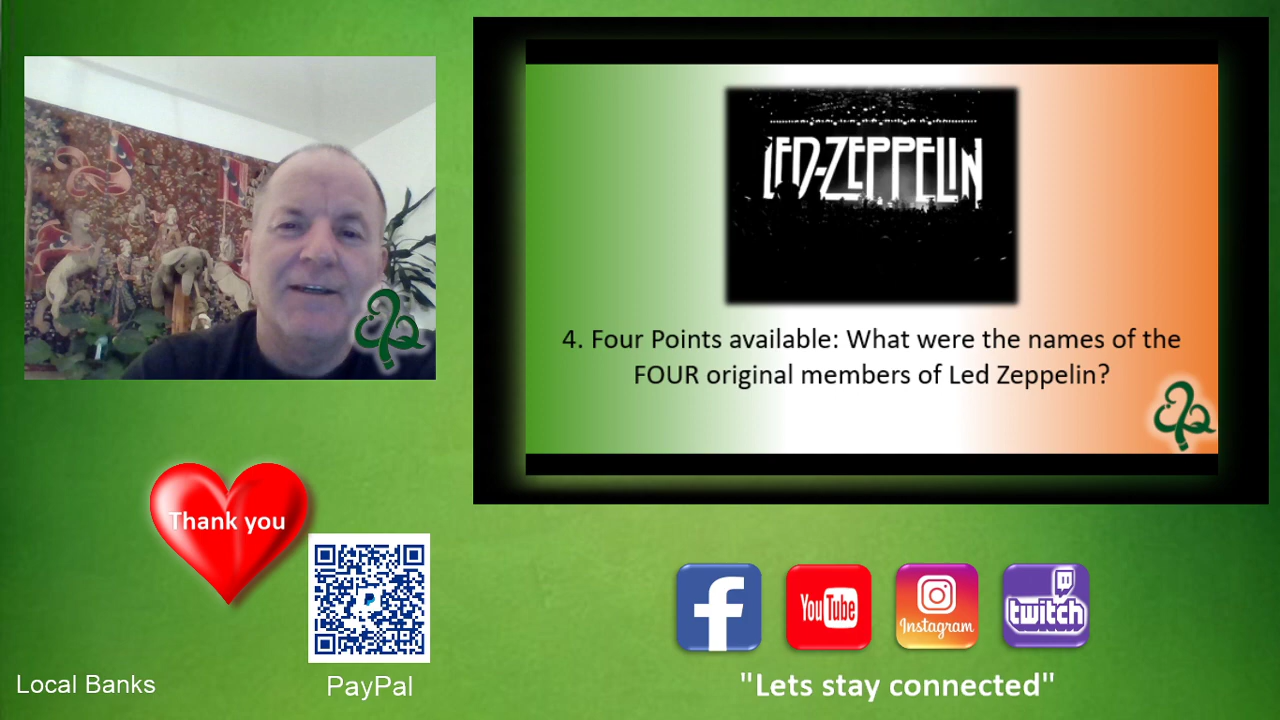 LED-ZEPPELIN
4. Four Points available: What were the names of the
FOUR original members of Led Zeppelin?
Thank you
Local Banks
PayPal
f
YouTube
Instagram
twitch
"Lets stay connected"